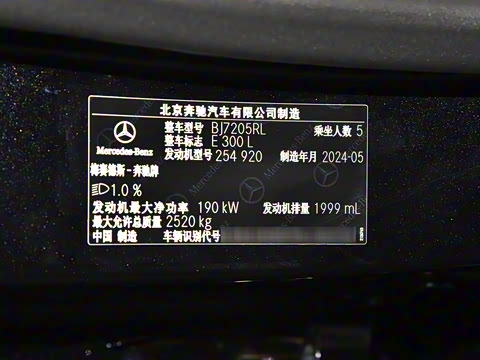 北京奔驰汽车有限公司制造
整车型号 BJ7205RL 乘坐人数 5
整车标志 E 300 L
发动机型号 254 920 制造年月 2024-05
Mercedes-Benz
梅赛德斯-奔驰牌
1.0 %
发动机最大净功率 190 kW 发动机排量 1999 mL
最大允许总质量 2520 kg
中国 制造 车辆识别代号